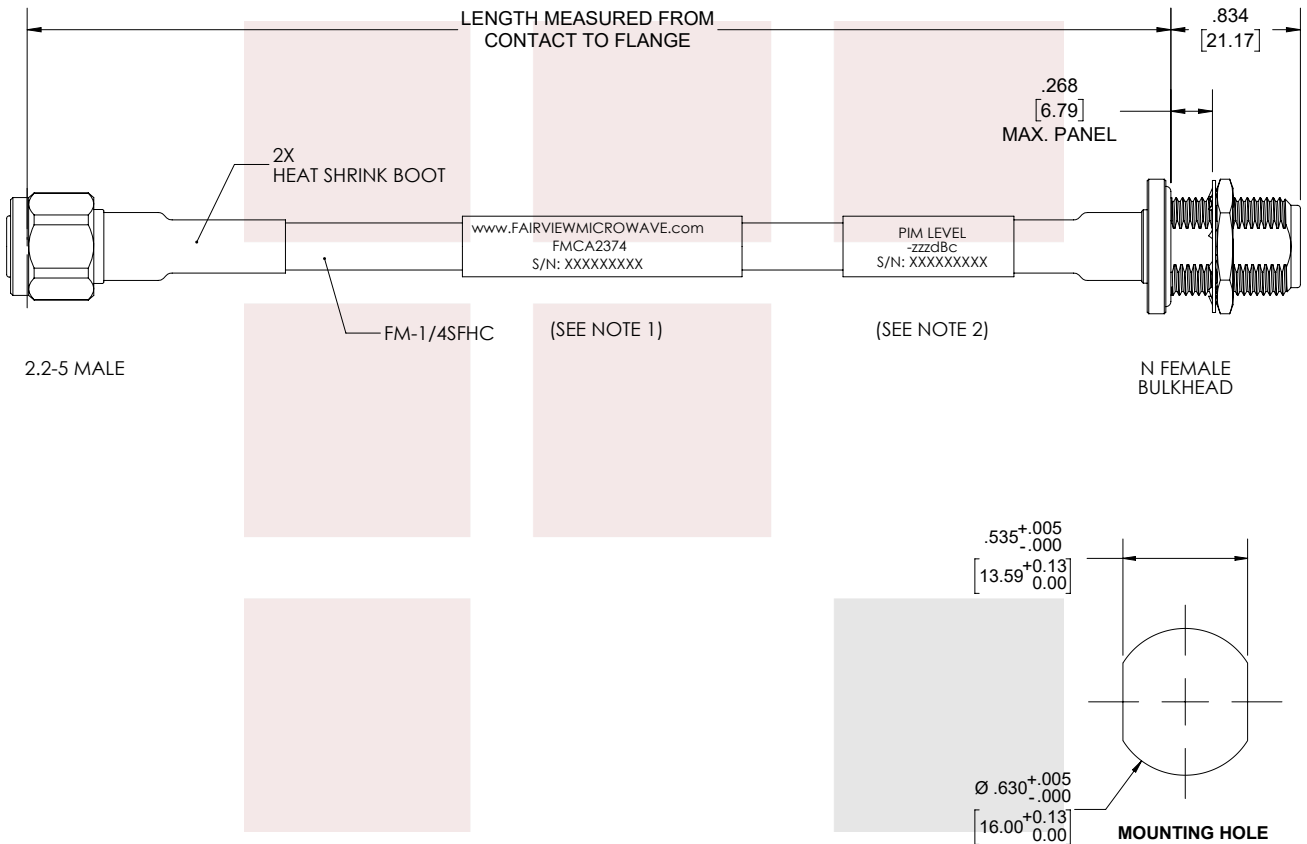 LENGTH MEASURED FROM
CONTACT TO FLANGE
.834
[21.17]
.268
[6.79]
MAX. PANEL
2X
HEAT SHRINK BOOT
www.FAIRVIEWMICROWAVE.com
FMCA2374
S/N: XXXXXXXXX
PIM LEVEL
-zzzdBc
S/N: XXXXXXXXX
FM-1/4SFHC
(SEE NOTE 1)
(SEE NOTE 2)
2.2-5 MALE
N FEMALE
BULKHEAD
.535 +.005
-.000
[13.59 +0.13
0.00]
Ø .630 +.005
-.000
[16.00 +0.13
0.00]
MOUNTING HOLE